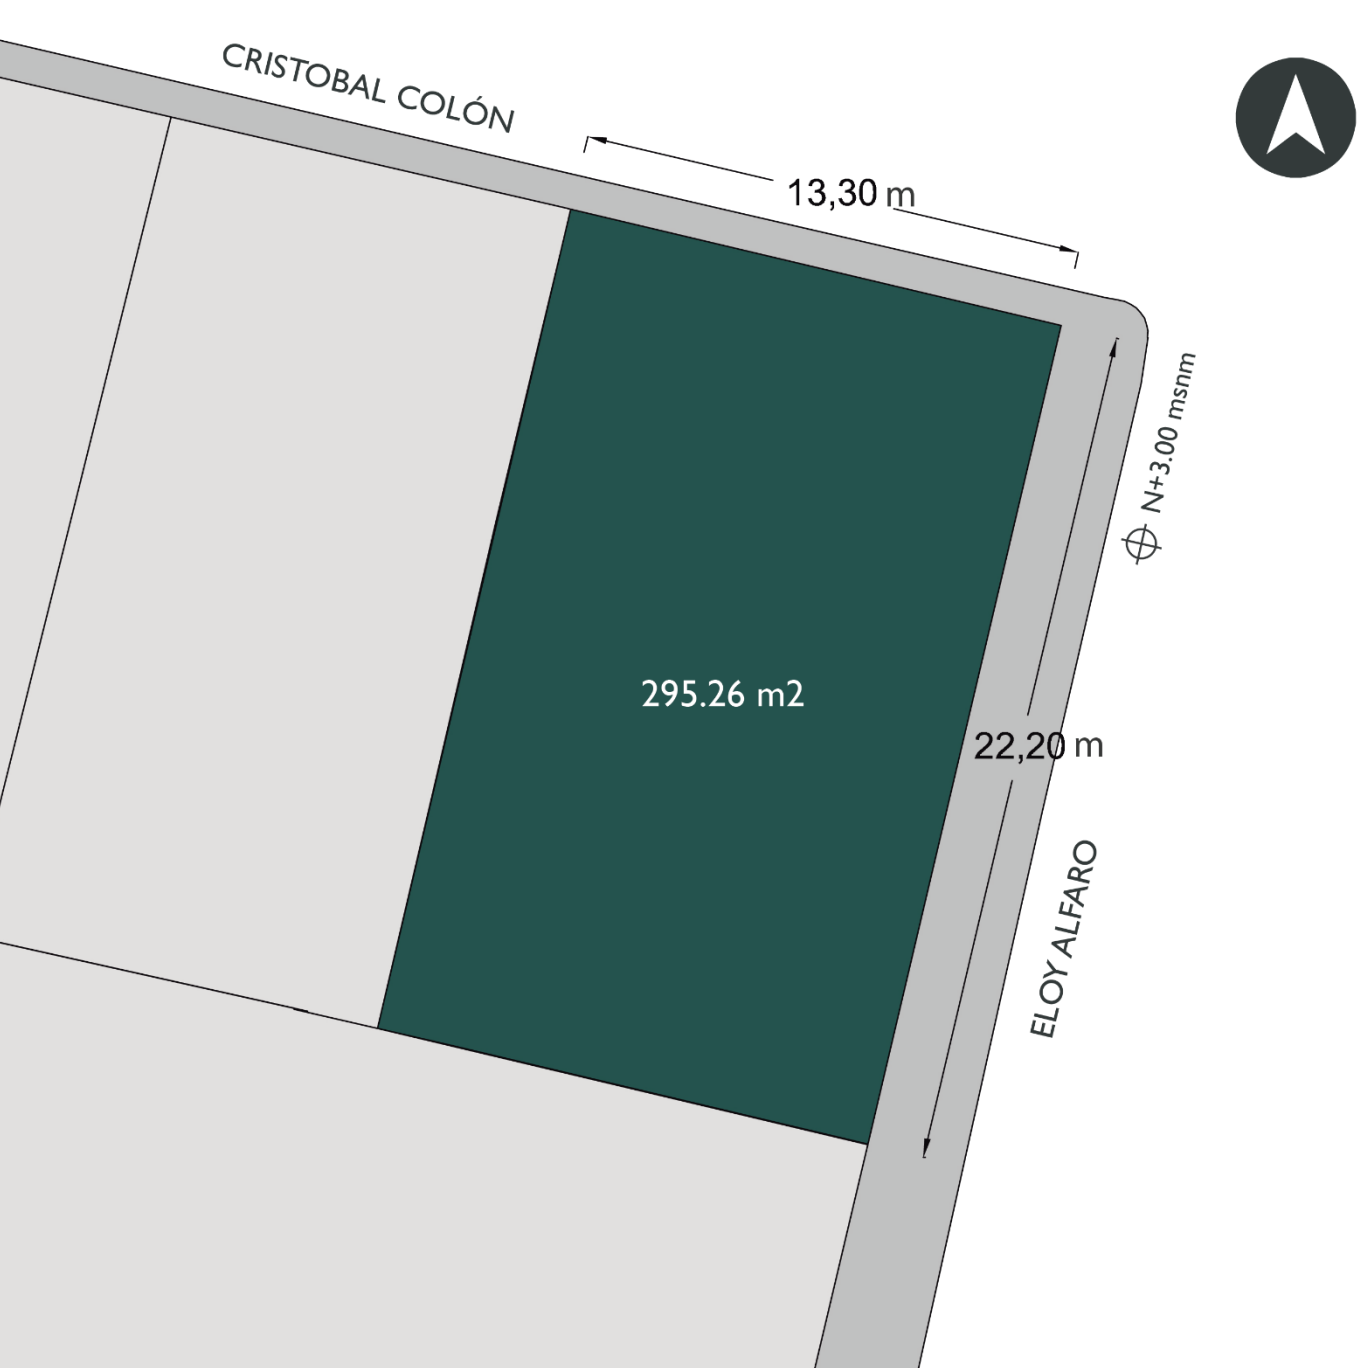 CRISTOBAL COLÓN
13,30 m
N+3.00 msnm
295.26 m2
22,20 m
ELOY ALFARO